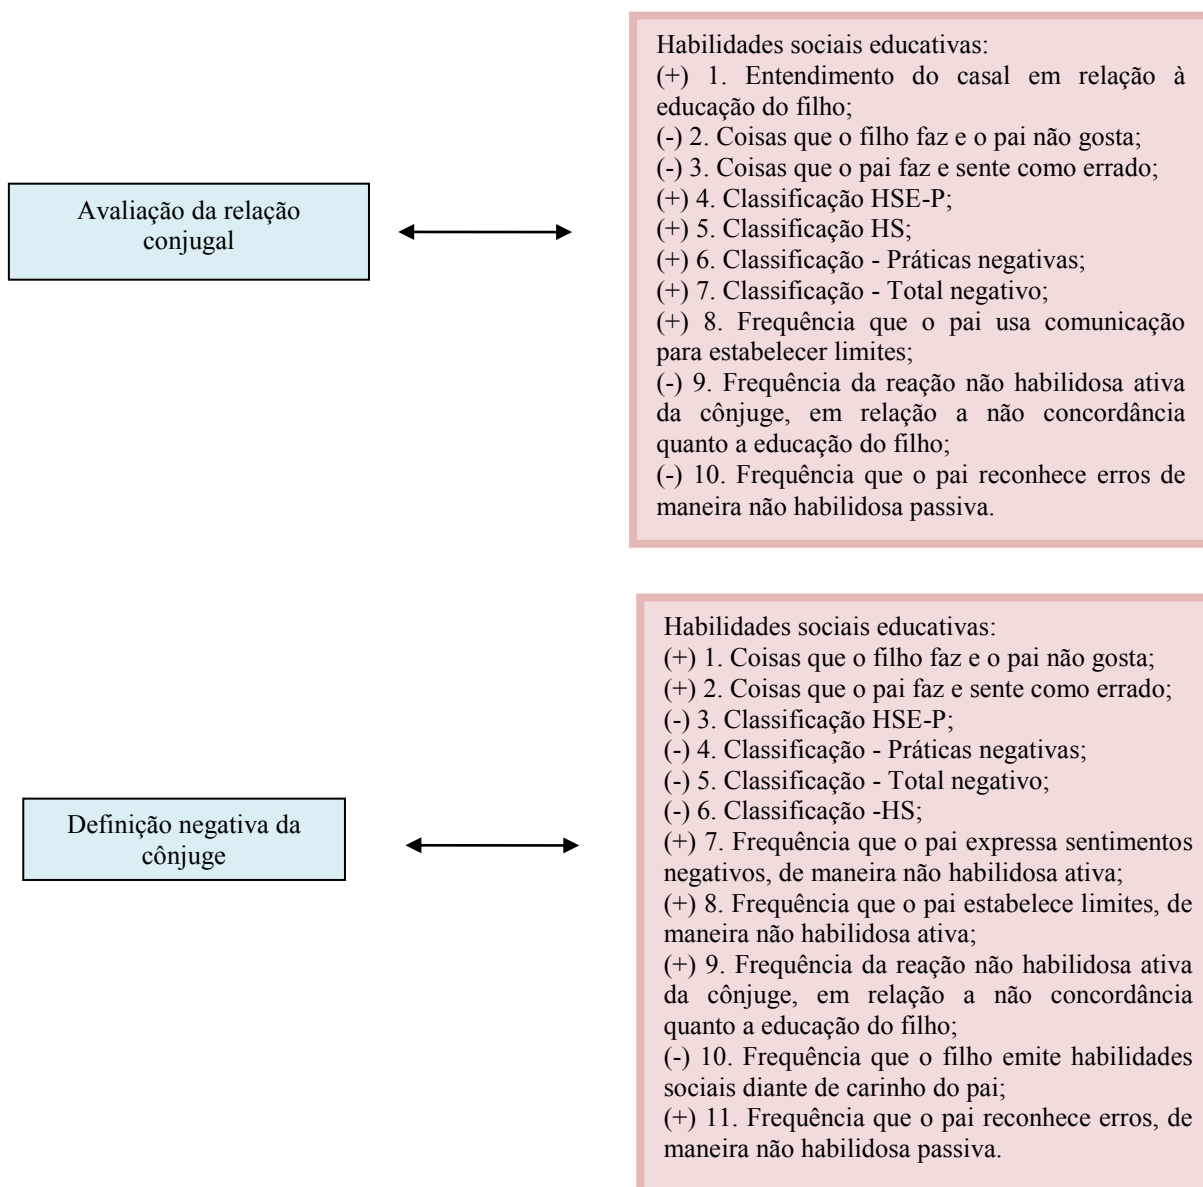 Avaliação da relação
conjugal
Habilidades sociais educativas:
(+) 1. Entendimento do casal em relação à
educação do filho;
(-) 2. Coisas que o filho faz e o pai não gosta;
(-) 3. Coisas que o pai faz e sente como errado;
(+) 4. Classificação HSE-P;
(+) 5. Classificação HS;
(+) 6. Classificação - Práticas negativas;
(+) 7. Classificação - Total negativo;
(+) 8. Frequência que o pai usa comunicação
para estabelecer limites;
(-) 9. Frequência da reação não habilidosa ativa
da cônjuge, em relação a não concordância
quanto a educação do filho;
(-) 10. Frequência que o pai reconhece erros de
maneira não habilidosa passiva.
Definição negativa da
cônjuge
Habilidades sociais educativas:
(+) 1. Coisas que o filho faz e o pai não gosta;
(+) 2. Coisas que o pai faz e sente como errado;
(-) 3. Classificação HSE-P;
(-) 4. Classificação - Práticas negativas;
(-) 5. Classificação - Total negativo;
(-) 6. Classificação -HS;
(+) 7. Frequência que o pai expressa sentimentos
negativos, de maneira não habilidosa ativa;
(+) 8. Frequência que o pai estabelece limites, de
maneira não habilidosa ativa;
(+) 9. Frequência da reação não habilidosa ativa
da cônjuge, em relação a não concordância
quanto a educação do filho;
(-) 10. Frequência que o filho emite habilidades
sociais diante de carinho do pai;
(+) 11. Frequência que o pai reconhece erros, de
maneira não habilidosa passiva.